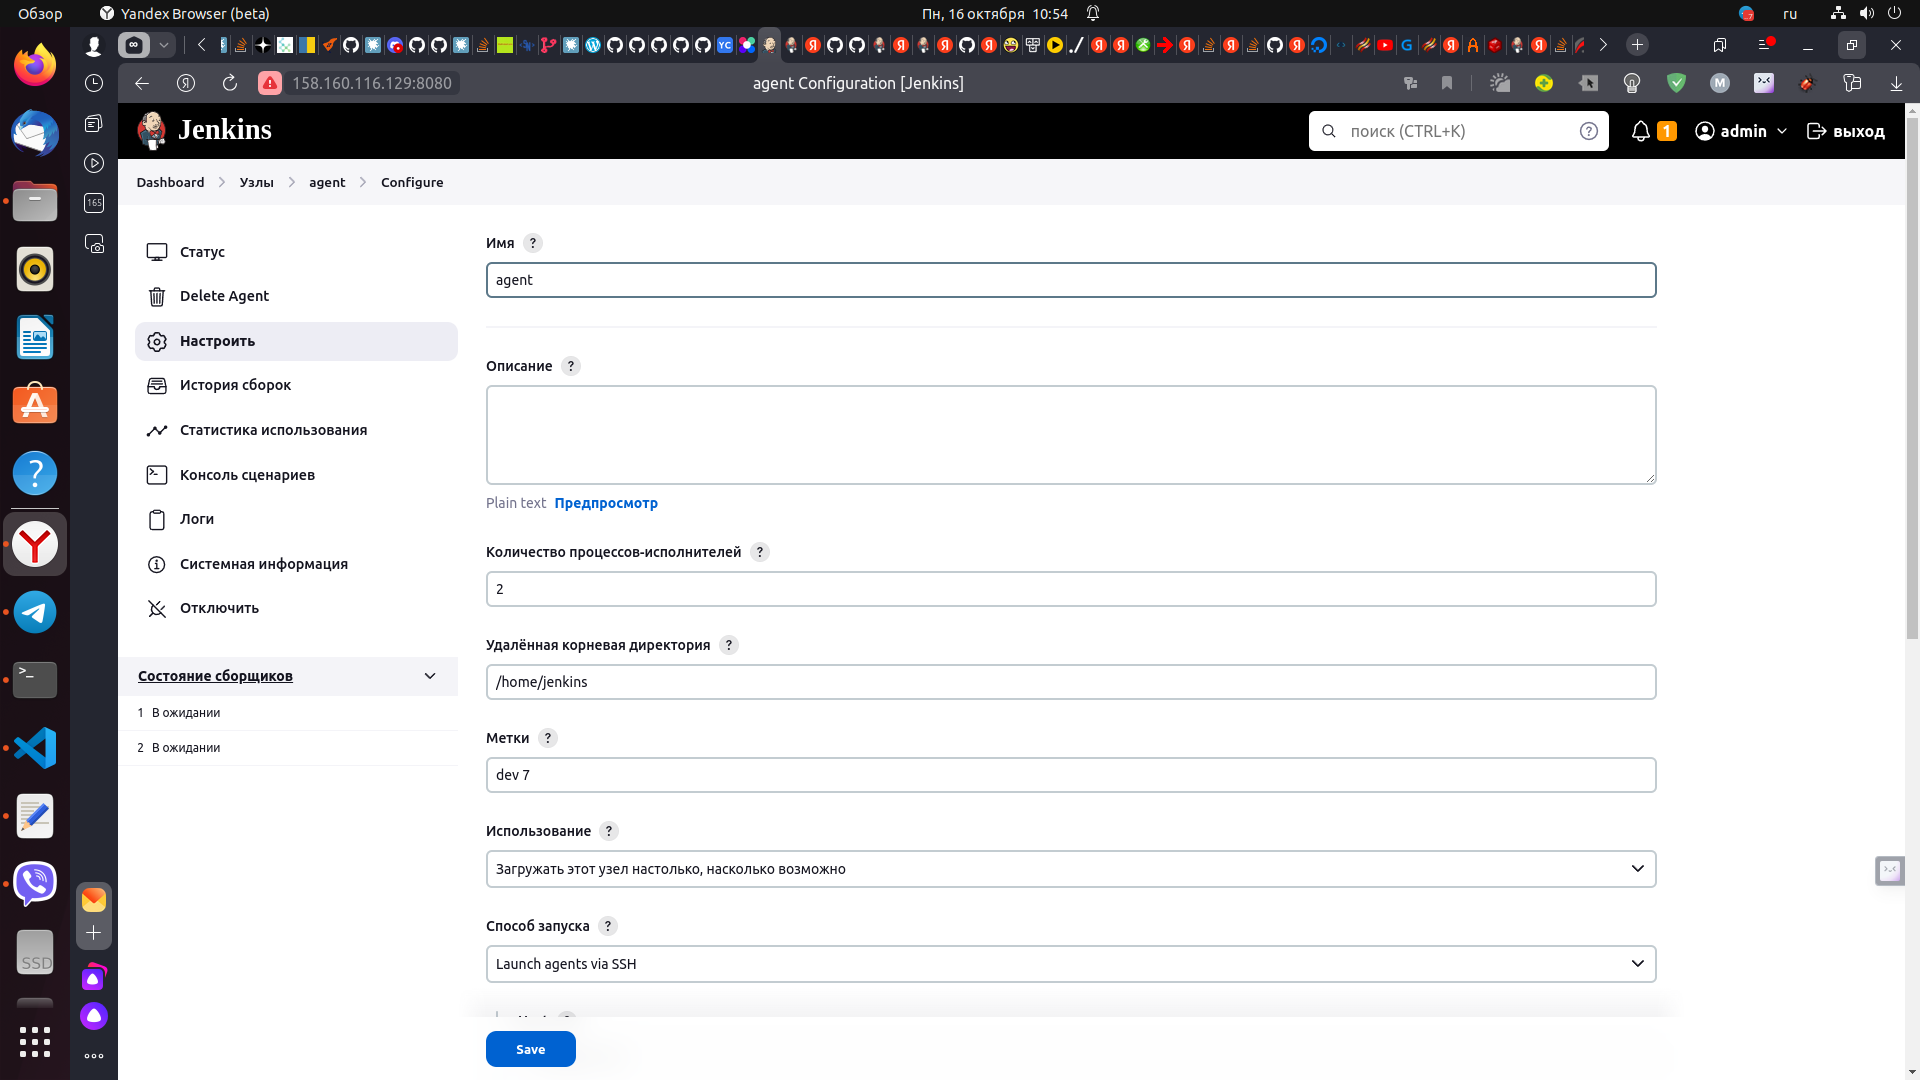 Обзор
Yandex Browser (beta)
Пн, 16 октября 10:54
ru
YC
165
158.160.116.129:8080
agent Configuration [Jenkins]
Jenkins
поиск (CTRL+K)
1
admin
выход
Dashboard
Узлы
agent
Configure
Статус
Delete Agent
Настроить
История сборок
Статистика использования
Консоль сценариев
Логи
Системная информация
Отключить
Состояние сборщиков
1 В ожидании
2 В ожидании
Имя ?
agent
Описание ?
Plain text Предпросмотр
Количество процессов-исполнителей ?
2
Удалённая корневая директория ?
/home/jenkins
Метки ?
dev 7
Использование ?
Загружать этот узел настолько, насколько возможно
Способ запуска ?
Launch agents via SSH
Save
SSD